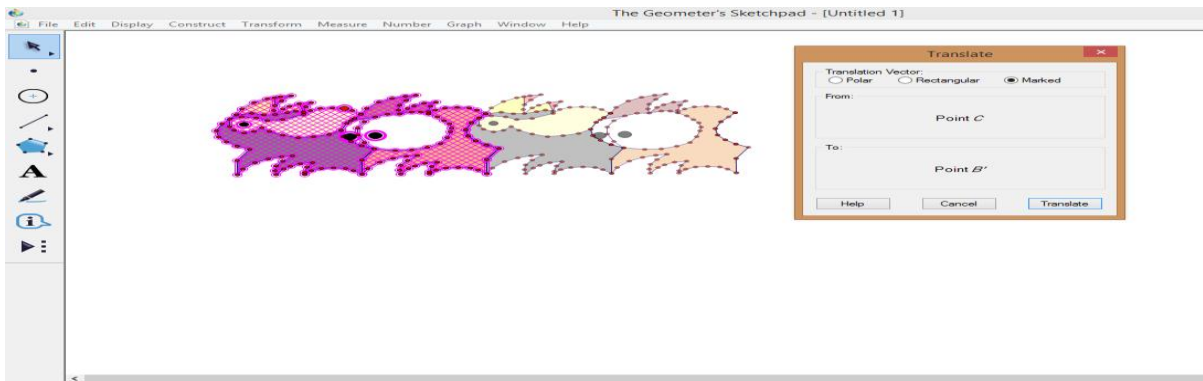 The Geometer's Sketchpad - [Untitled 1]
File Edit Display Construct Transform Measure Number Graph Window Help
Translate
Translation Vector:
Polar Rectangular Marked
From:
Point C
To:
Point B'
Help Cancel Translate
A